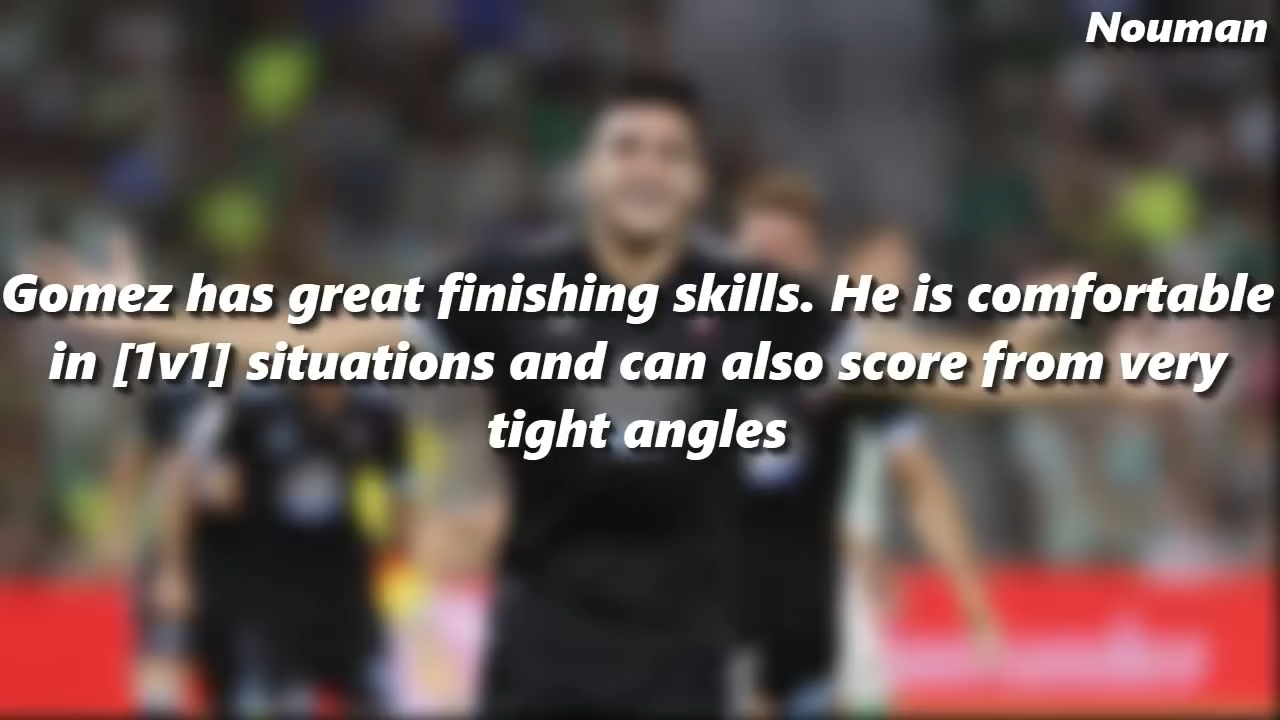 Nouman
Gomez has great finishing skills. He is comfortable
in [1v1] situations and can also score from very
tight angles